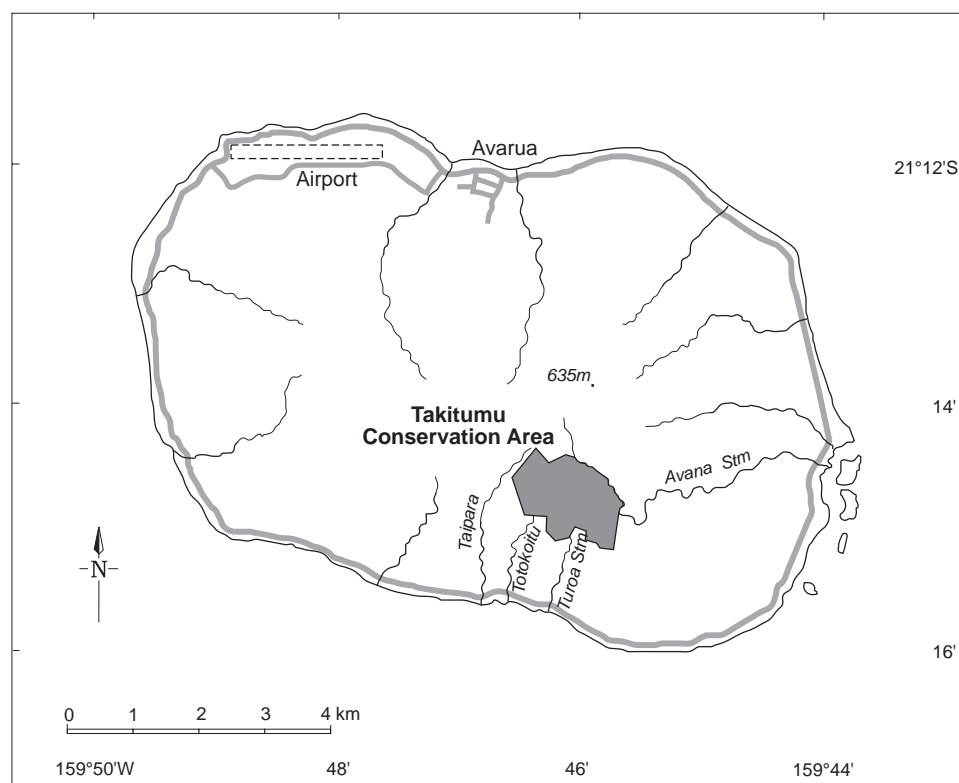 Avarua
21°12'S
Airport
635m
14'
Takitumu
Conservation Area
Avana Stm
Taipara
Totokoitu
Turoa Stm
N
16'
0 1 2 3 4 km
159°50'W 48' 46' 159°44'